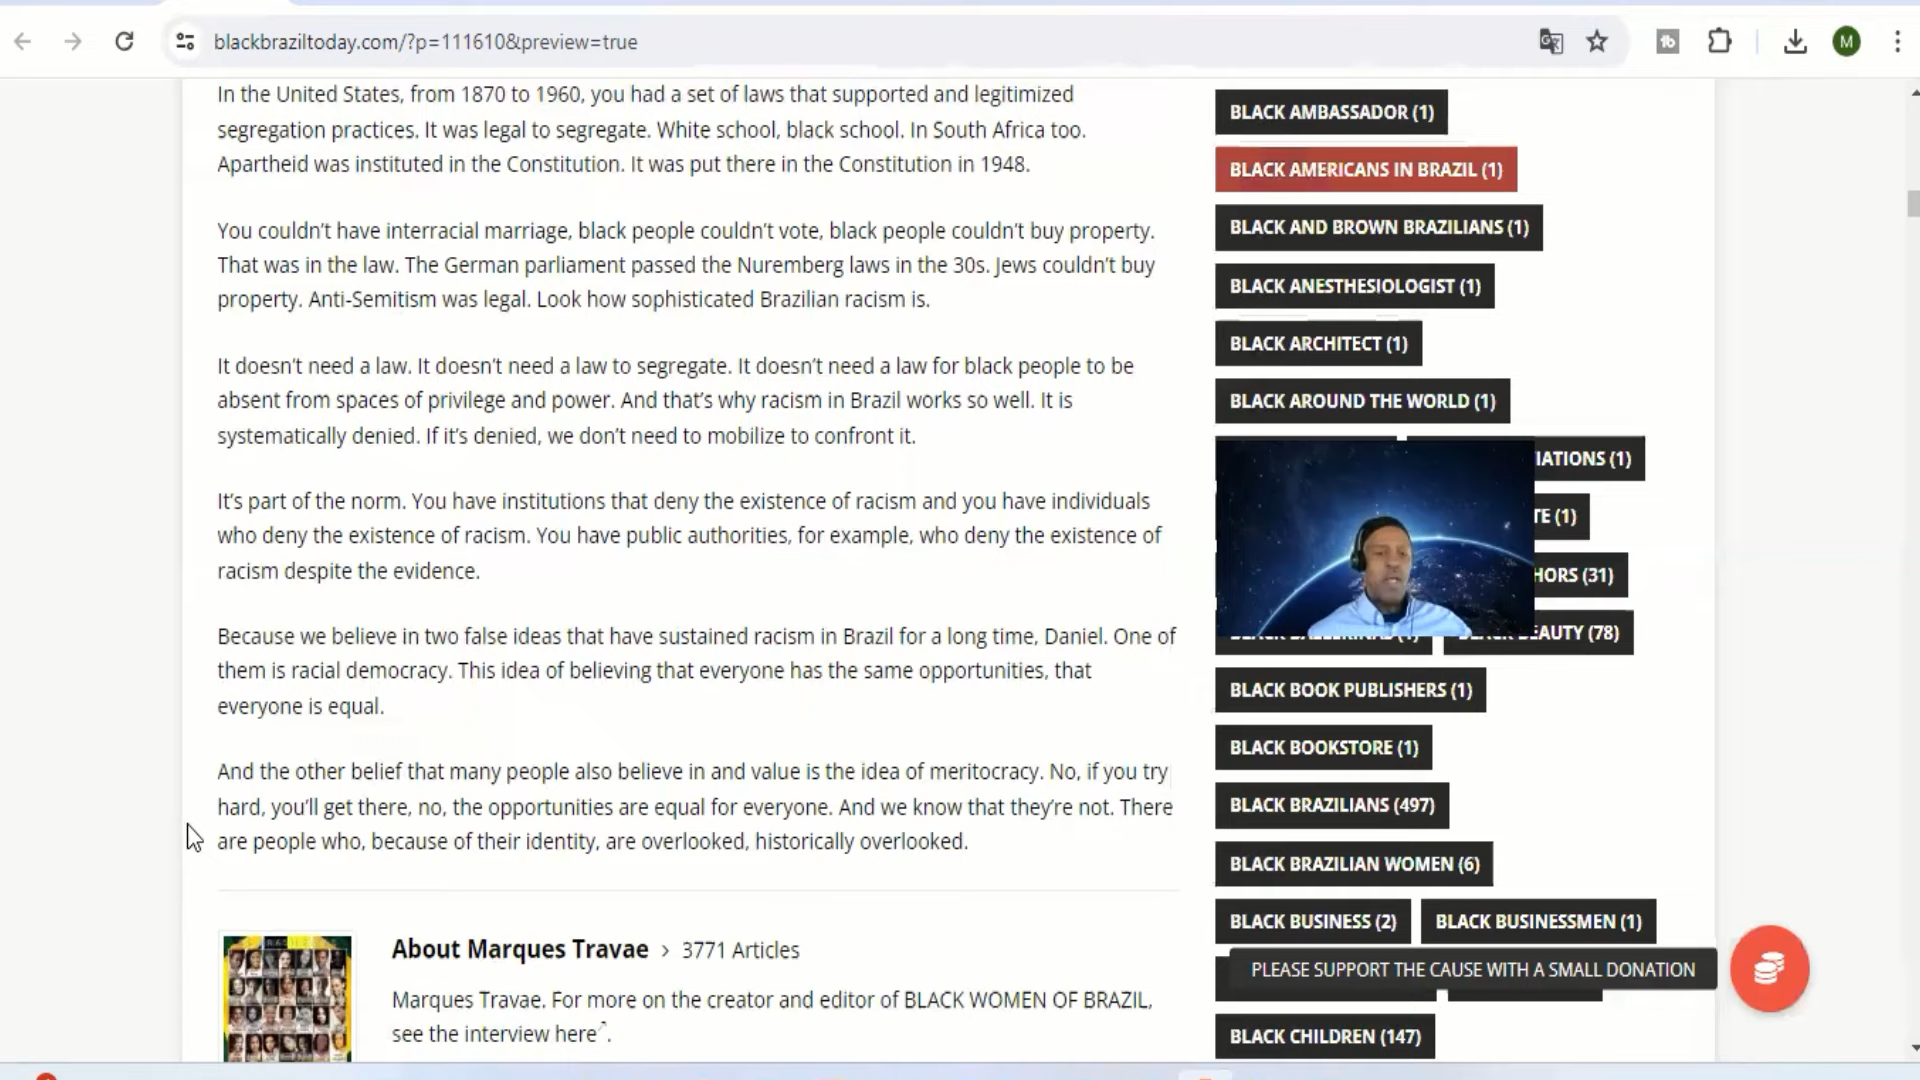 blackbraziltoday.com/?p=111610&preview=true
M
In the United States, from 1870 to 1960, you had a set of laws that supported and legitimized
segregation practices. It was legal to segregate. White school, black school. In South Africa too.
Apartheid was instituted in the Constitution. It was put there in the Constitution in 1948.
You couldn't have interracial marriage, black people couldn't vote, black people couldn't buy property.
That was in the law. The German parliament passed the Nuremberg laws in the 30s. Jews couldn't buy
property. Anti-Semitism was legal. Look how sophisticated Brazilian racism is.
It doesn't need a law. It doesn't need a law to segregate. It doesn't need a law for black people to be
absent from spaces of privilege and power. And that's why racism in Brazil works so well. It is
systematically denied. If it's denied, we don't need to mobilize to confront it.
It's part of the norm. You have institutions that deny the existence of racism and you have individuals
who deny the existence of racism. You have public authorities, for example, who deny the existence of
racism despite the evidence.
Because we believe in two false ideas that have sustained racism in Brazil for a long time, Daniel. One of
them is racial democracy. This idea of believing that everyone has the same opportunities, that
everyone is equal.
And the other belief that many people also believe in and value is the idea of meritocracy. No, if you try
hard, you'll get there, no, the opportunities are equal for everyone. And we know that they're not. There
are people who, because of their identity, are overlooked, historically overlooked.
About Marques Travae › 3771 Articles
Marques Travae. For more on the creator and editor of BLACK WOMEN OF BRAZIL,
see the interview here.
BLACK AMBASSADOR (1)
BLACK AMERICANS IN BRAZIL (1)
BLACK AND BROWN BRAZILIANS (1)
BLACK ANESTHESIOLOGIST (1)
BLACK ARCHITECT (1)
BLACK AROUND THE WORLD (1)
IATIONS (1)
TE (1)
HORS (31)
BLACK BALLERINAS (1) BLACK BEAUTY (78)
BLACK BOOK PUBLISHERS (1)
BLACK BOOKSTORE (1)
BLACK BRAZILIANS (497)
BLACK BRAZILIAN WOMEN (6)
BLACK BUSINESS (2) BLACK BUSINESSMEN (1)
PLEASE SUPPORT THE CAUSE WITH A SMALL DONATION
BLACK CHILDREN (147)